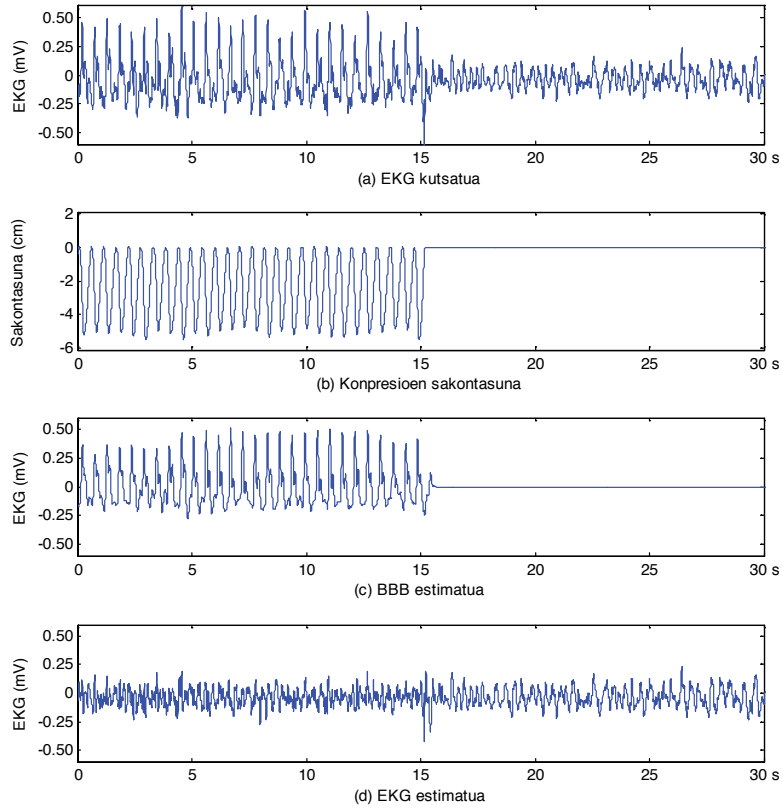 EKG (mV)
0.50
0.25
0
-0.25
-0.50
0 5 10 15 20 25 30 s
(a) EKG kutsatua
Sakontasuna (cm)
2
0
-2
-4
-6
0 5 10 15 20 25 30 s
(b) Konpresioen sakontasuna
EKG (mV)
0.50
0.25
0
-0.25
-0.50
0 5 10 15 20 25 30 s
(c) BBB estimatua
EKG (mV)
0.50
0.25
0
-0.25
-0.50
0 5 10 15 20 25 30 s
(d) EKG estimatua